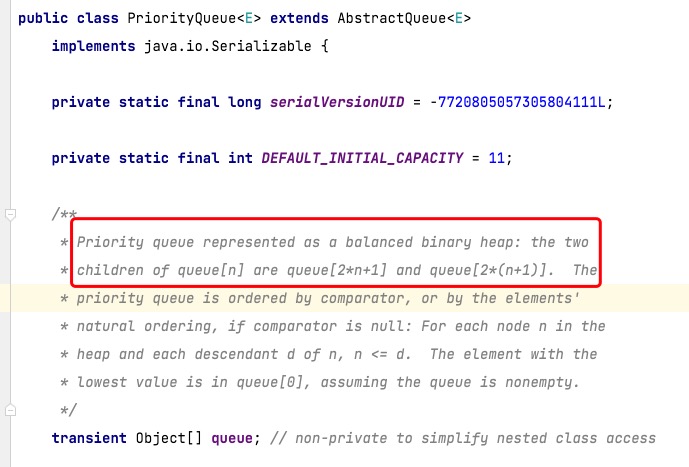 public class PriorityQueue<E> extends AbstractQueue<E>
implements java.io.Serializable {
private static final long serialVersionUID = -7720805057305804111L;
private static final int DEFAULT_INITIAL_CAPACITY = 11;
/**
* Priority queue represented as a balanced binary heap: the two
* children of queue[n] are queue[2*n+1] and queue[2*(n+1)].  The
* priority queue is ordered by comparator, or by the elements'
* natural ordering, if comparator is null: For each node n in the
* heap and each descendant d of n, n <= d.  The element with the
* lowest value is in queue[0], assuming the queue is nonempty.
*/
transient Object[] queue; // non-private to simplify nested class access